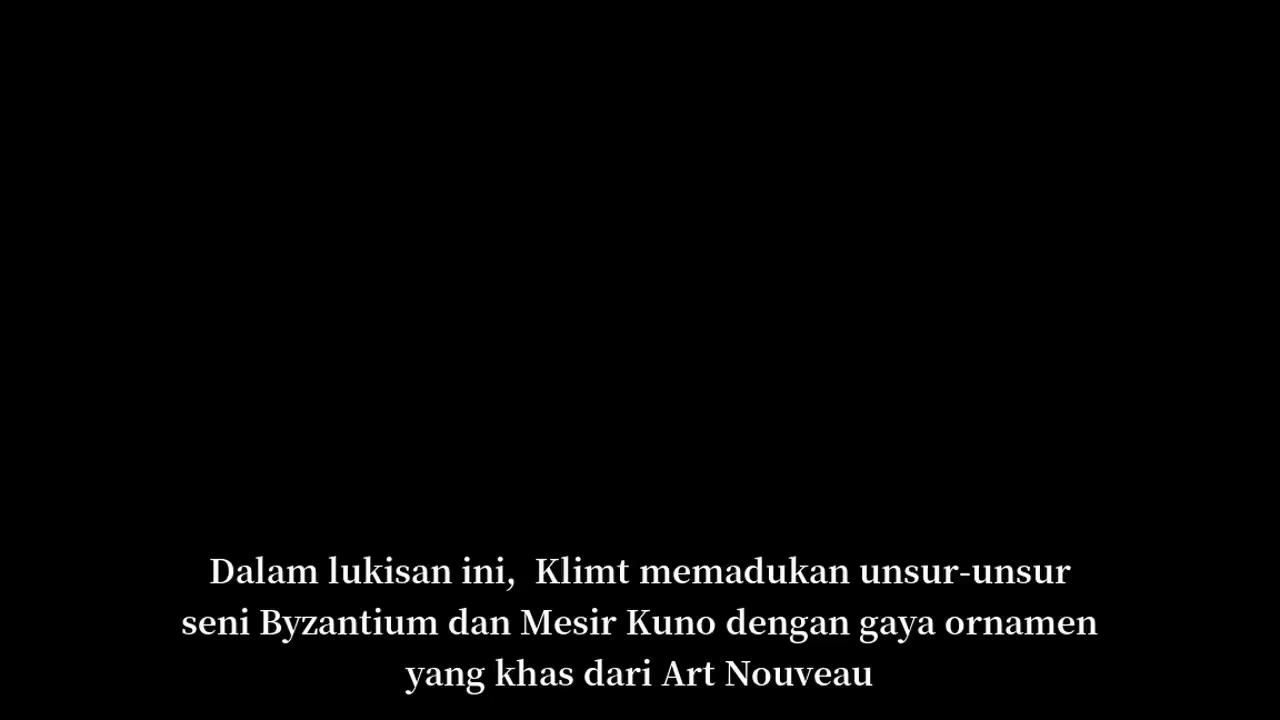 Dalam lukisan ini,  Klimt memadukan unsur-unsur
seni Byzantium dan Mesir Kuno dengan gaya ornamen
yang khas dari Art Nouveau